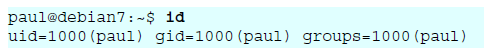 paul@debian7:~$ id
uid=1000(paul) gid=1000(paul) groups=1000(paul)